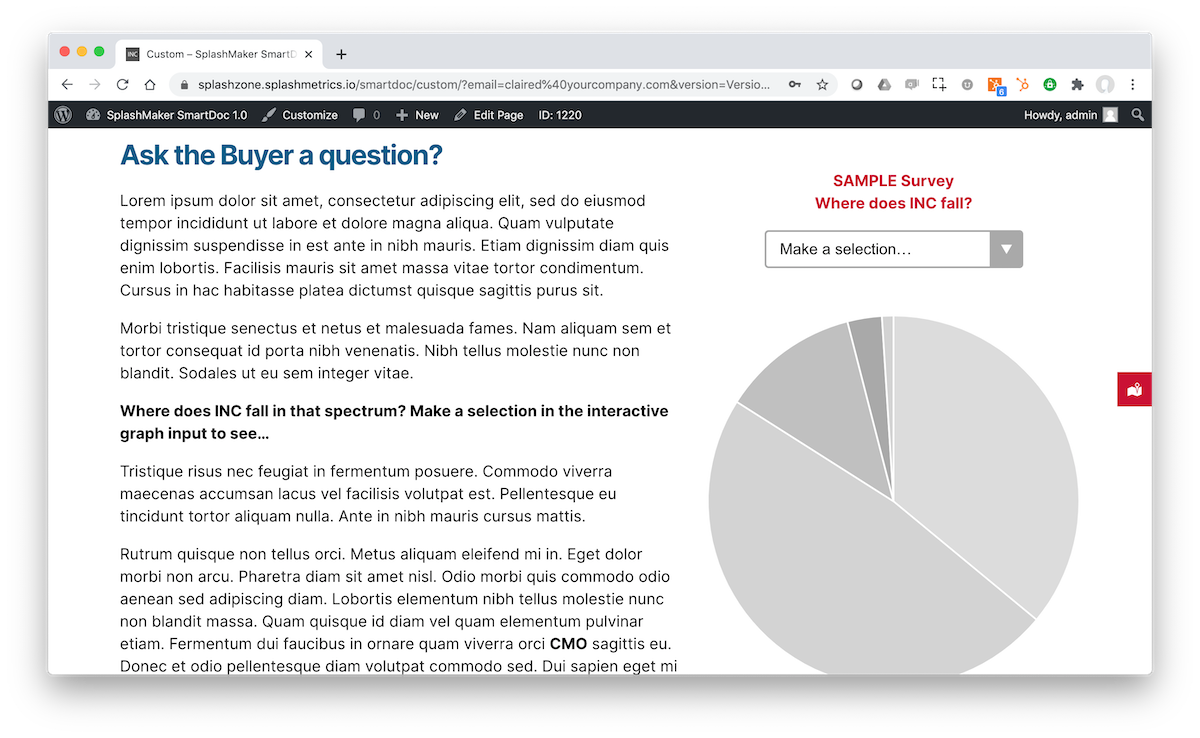 INC Custom – SplashMaker SmartD
splashzone.splashmetrics.io/smartdoc/custom/?email=claired%40yourcompany.com&version=Versio...
6
SplashMaker SmartDoc 1.0 Customize 0 New Edit Page ID: 1220 Howdy, admin
Ask the Buyer a question?
Lorem ipsum dolor sit amet, consectetur adipiscing elit, sed do eiusmod
tempor incididunt ut labore et dolore magna aliqua. Quam vulputate
dignissim suspendisse in est ante in nibh mauris. Etiam dignissim diam quis
enim lobortis. Facilisis mauris sit amet massa vitae tortor condimentum.
Cursus in hac habitasse platea dictumst quisque sagittis purus sit.
Morbi tristique senectus et netus et malesuada fames. Nam aliquam sem et
tortor consequat id porta nibh venenatis. Nibh tellus molestie nunc non
blandit. Sodales ut eu sem integer vitae.
Where does INC fall in that spectrum? Make a selection in the interactive
graph input to see…
Tristique risus nec feugiat in fermentum posuere. Commodo viverra
maecenas accumsan lacus vel facilisis volutpat est. Pellentesque eu
tincidunt tortor aliquam nulla. Ante in nibh mauris cursus mattis.
Rutrum quisque non tellus orci. Metus aliquam eleifend mi in. Eget dolor
morbi non arcu. Pharetra diam sit amet nisl. Odio morbi quis commodo odio
aenean sed adipiscing diam. Lobortis elementum nibh tellus molestie nunc
non blandit massa. Quam quisque id diam vel quam elementum pulvinar
etiam. Fermentum dui faucibus in ornare quam viverra orci CMO sagittis eu.
Donec et odio pellentesque diam volutpat commodo sed. Dui sapien eget mi
SAMPLE Survey
Where does INC fall?
Make a selection…